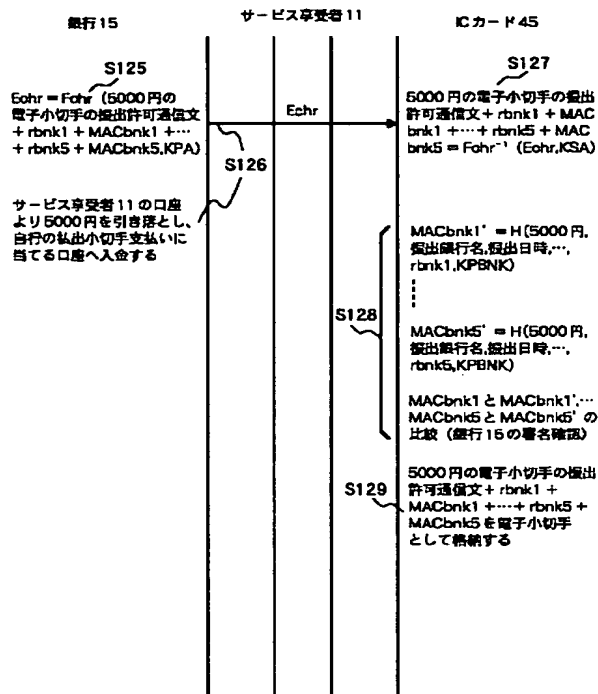 銀行15
サービス享受者11
ICカード45
S125
Eohr = Fohr (5000円の
電子小切手の振出許可通信文
+ rbnk1 + MACbnk1 +…
+ rbnk5 + MACbnk5,KPA)
Eohr
S126
サービス享受者11の口座
より5000円を引き落とし、
自行の払出小切手支払いに
当てる口座へ入金する
S127
5000円の電子小切手の振出
許可通信文+ rbnk1 + MAC
bnk1 +…+ rbnk5 + MAC
bnk5 = Fohr⁻¹ (Eohr,KSA)
S128
MACbnk1' = H(5000円,
振出銀行名,振出日時,…,
rbnk1,KPBNK)
MACbnk5' = H(5000円,
振出銀行名,振出日時,…,
rbnk5,KPBNK)
MACbnk1とMACbnk1',…
MACbnk5とMACbnk5'の
比較(銀行15の署名確認)
S129
5000円の電子小切手の振出
許可通信文+ rbnk1 +
MACbnk1 +…+ rbnk5 +
MACbnk5を電子小切手
として格納する